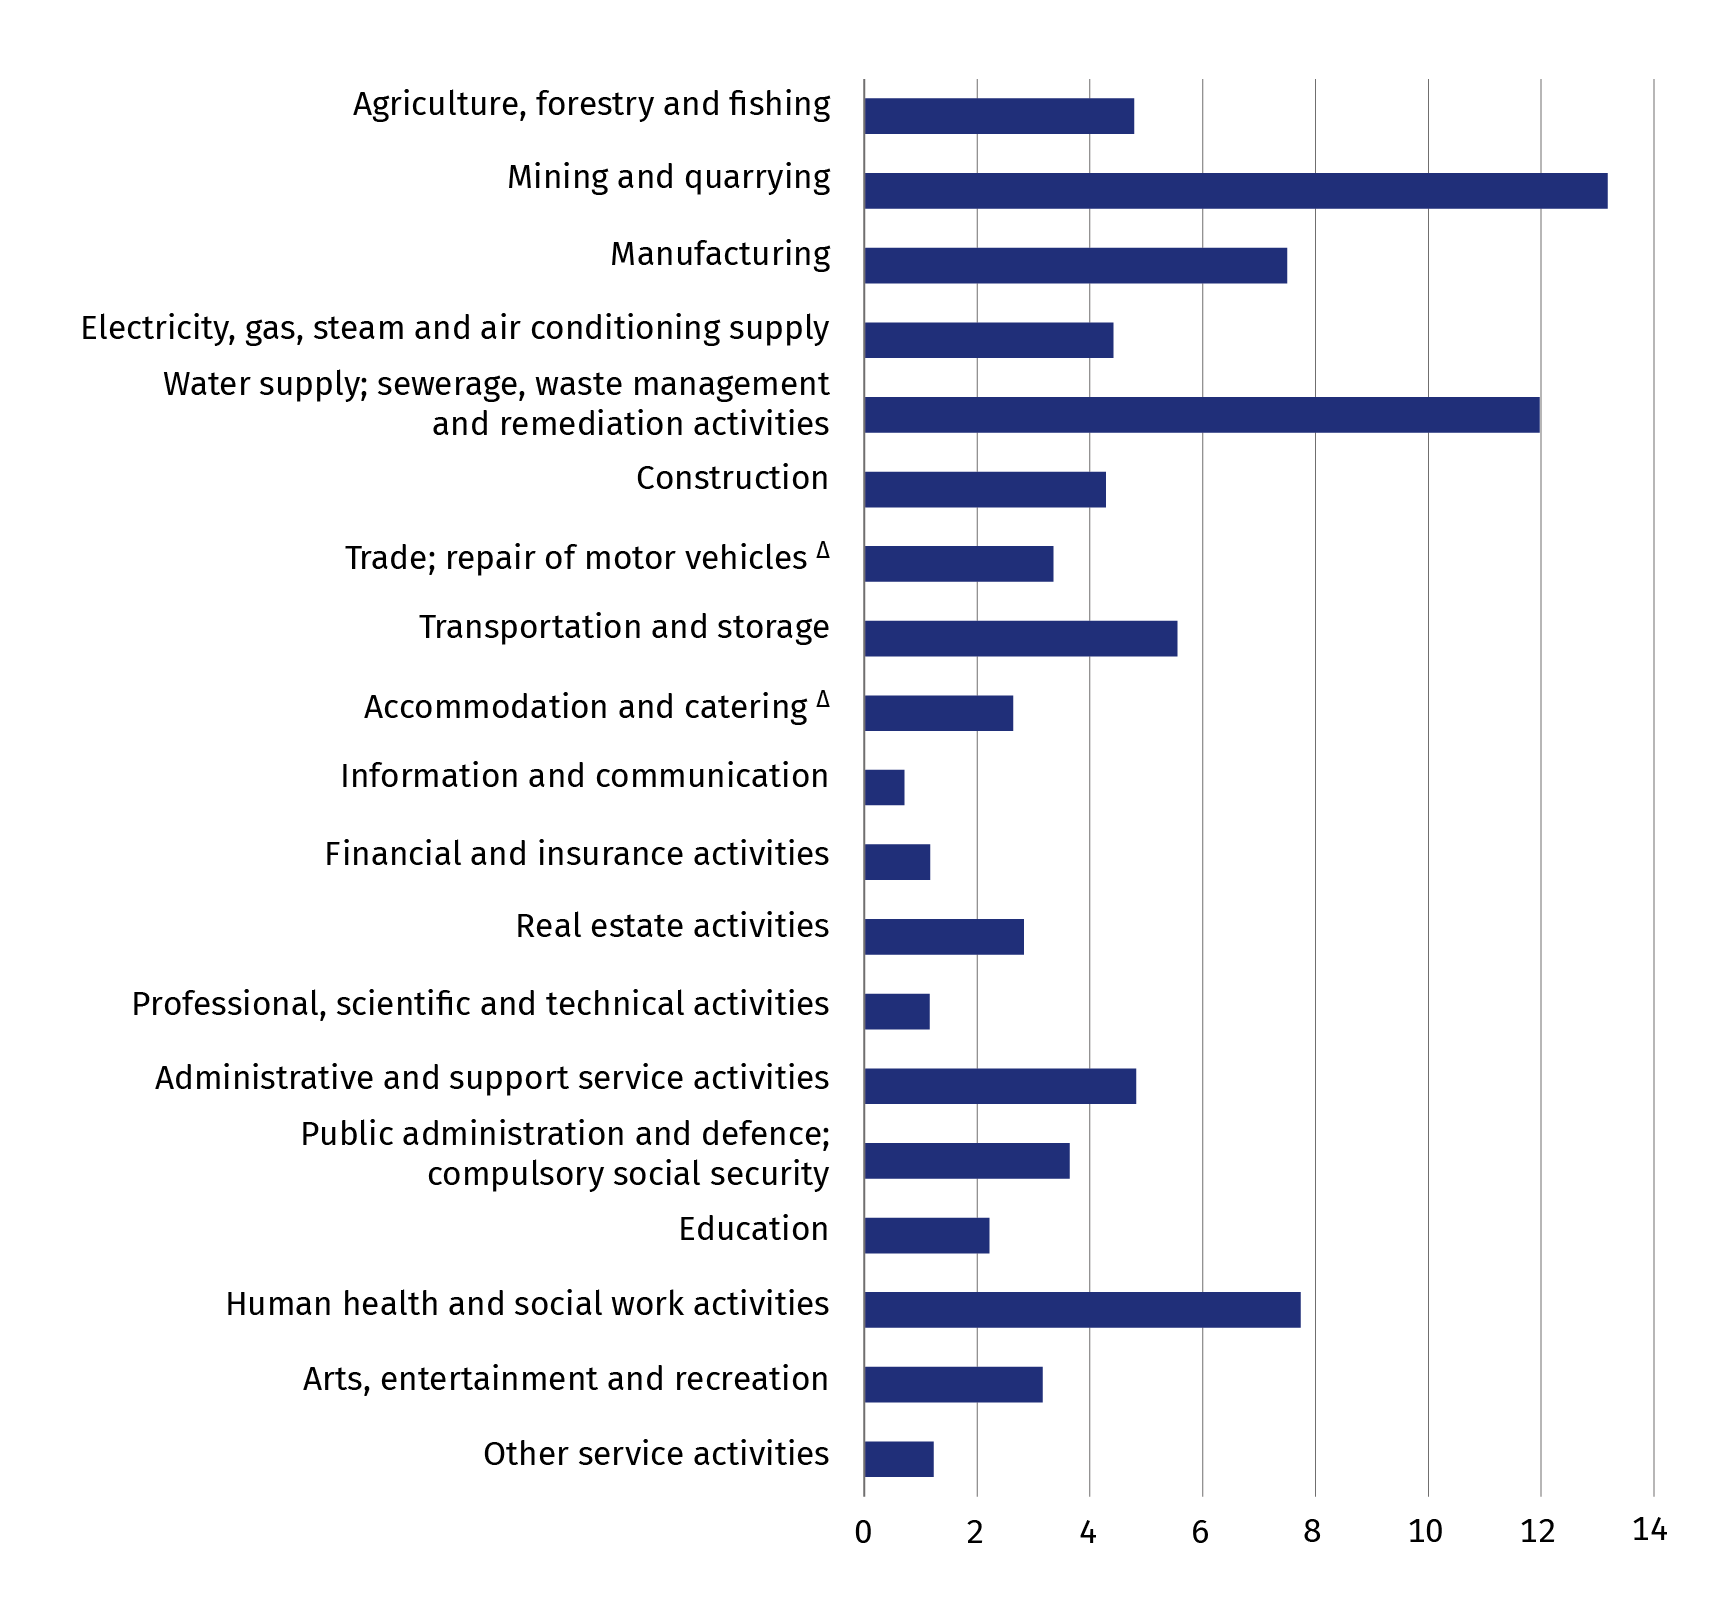 Agriculture, forestry and fishing
Mining and quarrying
Manufacturing
Electricity, gas, steam and air conditioning supply
Water supply; sewerage, waste management
and remediation activities
Construction
Trade; repair of motor vehicles Δ
Transportation and storage
Accommodation and catering Δ
Information and communication
Financial and insurance activities
Real estate activities
Professional, scientific and technical activities
Administrative and support service activities
Public administration and defence;
compulsory social security
Education
Human health and social work activities
Arts, entertainment and recreation
Other service activities
0 2 4 6 8 10 12 14